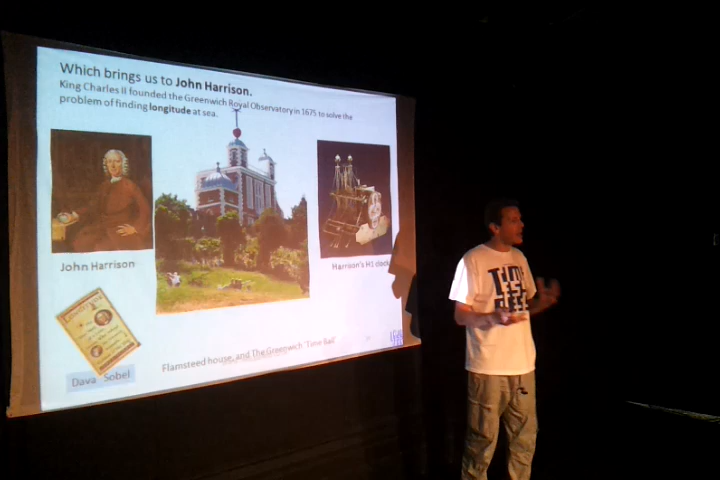 Which brings us to John Harrison.
King Charles II founded the Greenwich Royal Observatory in 1675 to solve the
problem of finding longitude at sea.
John Harrison
Harrison's H1 clock
Dava Sobel
Flamsteed house, and The Greenwich 'Time Ball'
TIME